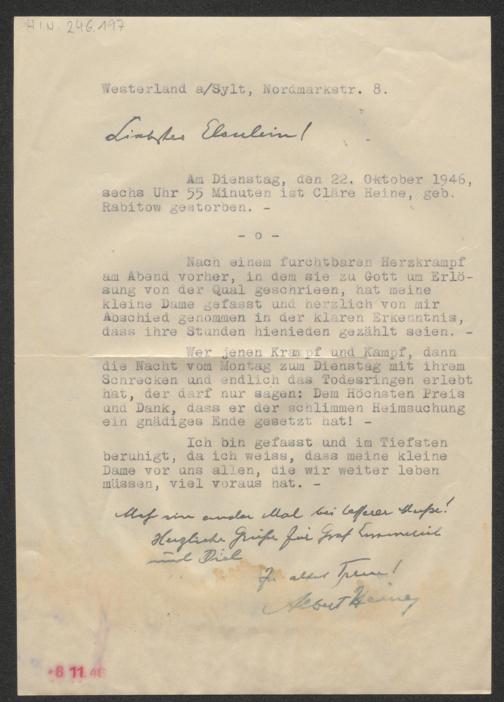 HIN. 246.197
Westerland a/Sylt, Nordmarkstr. 8.
Liebstes Elenlein!
Am Dienstag, den 22. Oktober 1946,
sechs Uhr 55 Minuten ist Cläre Heine, geb.
Rabitow gestorben. -
- o -
Nach einem furchtbaren Herzkrampf
am Abend vorher, in dem sie zu Gott um Erlö-
sung von der Qual geschrieen, hat meine
kleine Dame gefasst und herzlich von mir
Abschied genommen in der klaren Erkenntnis,
dass ihre Stunden hienieden gezählt seien. -
Wer jenen Krampf und Kampf, dann
die Nacht vom Montag zum Dienstag mit ihrem
Schrecken und endlich das Todesringen erlebt
hat, der darf nur sagen: Dem Höchsten Preis
und Dank, dass er der schlimmen Heimsuchung
ein gnädiges Ende gesetzt hat! -
Ich bin gefasst und im Tiefsten
beruhigt, da ich weiss, dass meine kleine
Dame vor uns allen, die wir weiter leben
müssen, viel voraus hat. -
Mehr ein ander Mal bei besserer Muße!
Herzliche Grüße für Graf
und Dich
In alter Treue!
Albert Heine
-8.11.46